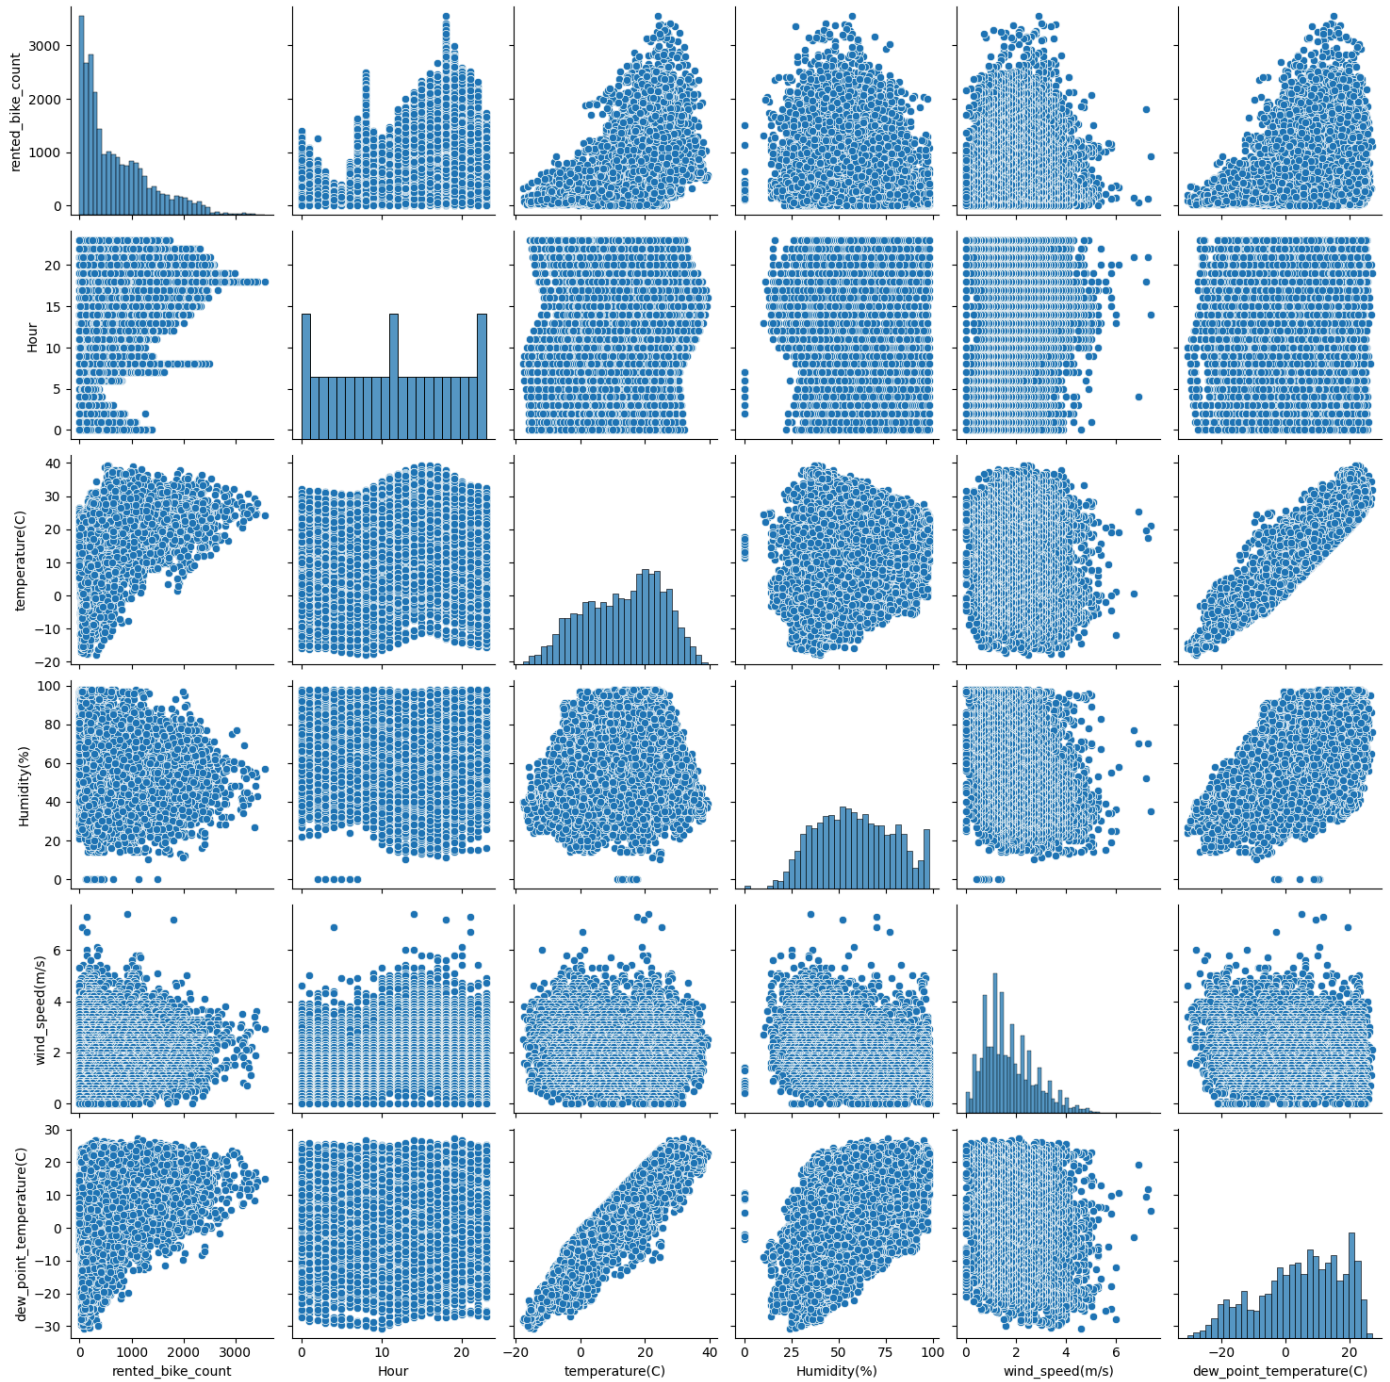 rented_bike_count
3000
2000
1000
0
Hour
20
15
10
5
0
temperature(C)
40
30
20
10
0
−10
−20
Humidity(%)
100
80
60
40
20
0
wind_speed(m/s)
6
4
2
0
dew_point_temperature(C)
30
20
10
0
−10
−20
−30
0 1000 2000 3000
0 10 20
−20 0 20 40
0 25 50 75 100
0 2 4 6
−20 0 20
rented_bike_count
Hour
temperature(C)
Humidity(%)
wind_speed(m/s)
dew_point_temperature(C)